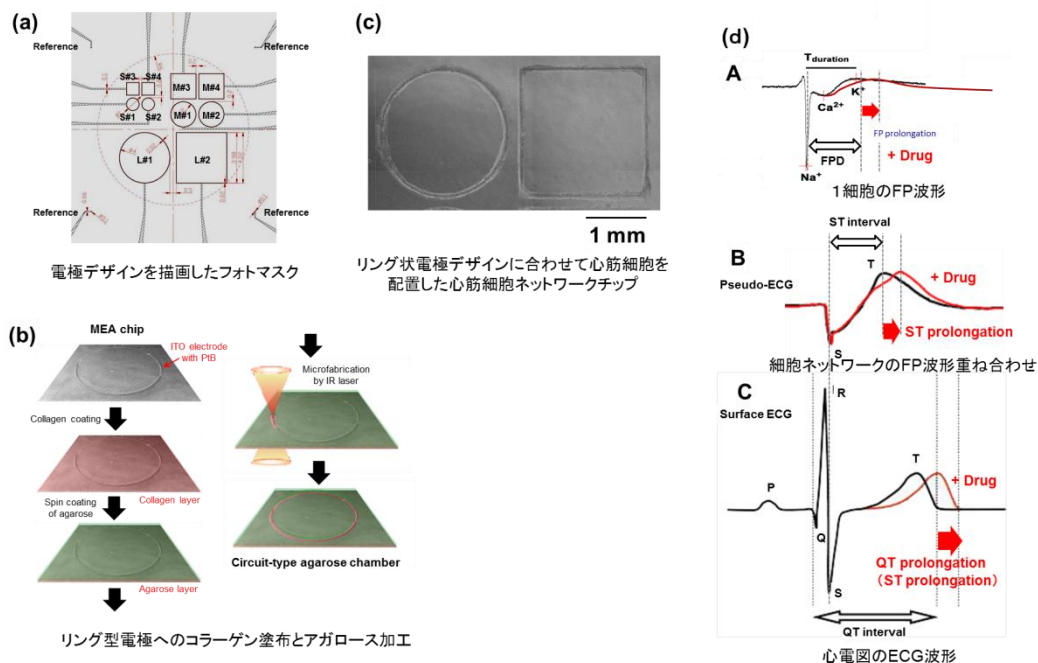 (a)
Reference
Reference
S#3
S#4
M#3
M#4
S#1
S#2
M#1
M#2
L#1
L#2
Reference
Reference
電極デザインを描画したフォトマスク
(b)
MEA chip
ITO electrode
with PtB
Collagen coating
Collagen layer
Spin coating
of agarose
Agarose layer
Microfabrication
by IR laser
Circuit-type agarose chamber
リング型電極へのコラーゲン塗布とアガロース加工
(c)
1 mm
リング状電極デザインに合わせて心筋細胞を
配置した心筋細胞ネットワークチップ
(d)
A
Tduration
Ca2+
K+
FP prolongation
+ Drug
FPD
Na+
1細胞のFP波形
B
Pseudo-ECG
ST interval
T
+ Drug
ST prolongation
S
細胞ネットワークのFP波形重ね合わせ
C
Surface ECG
R
P
T
+ Drug
Q
S
QT prolongation
(ST prolongation)
QT interval
心電図のECG波形